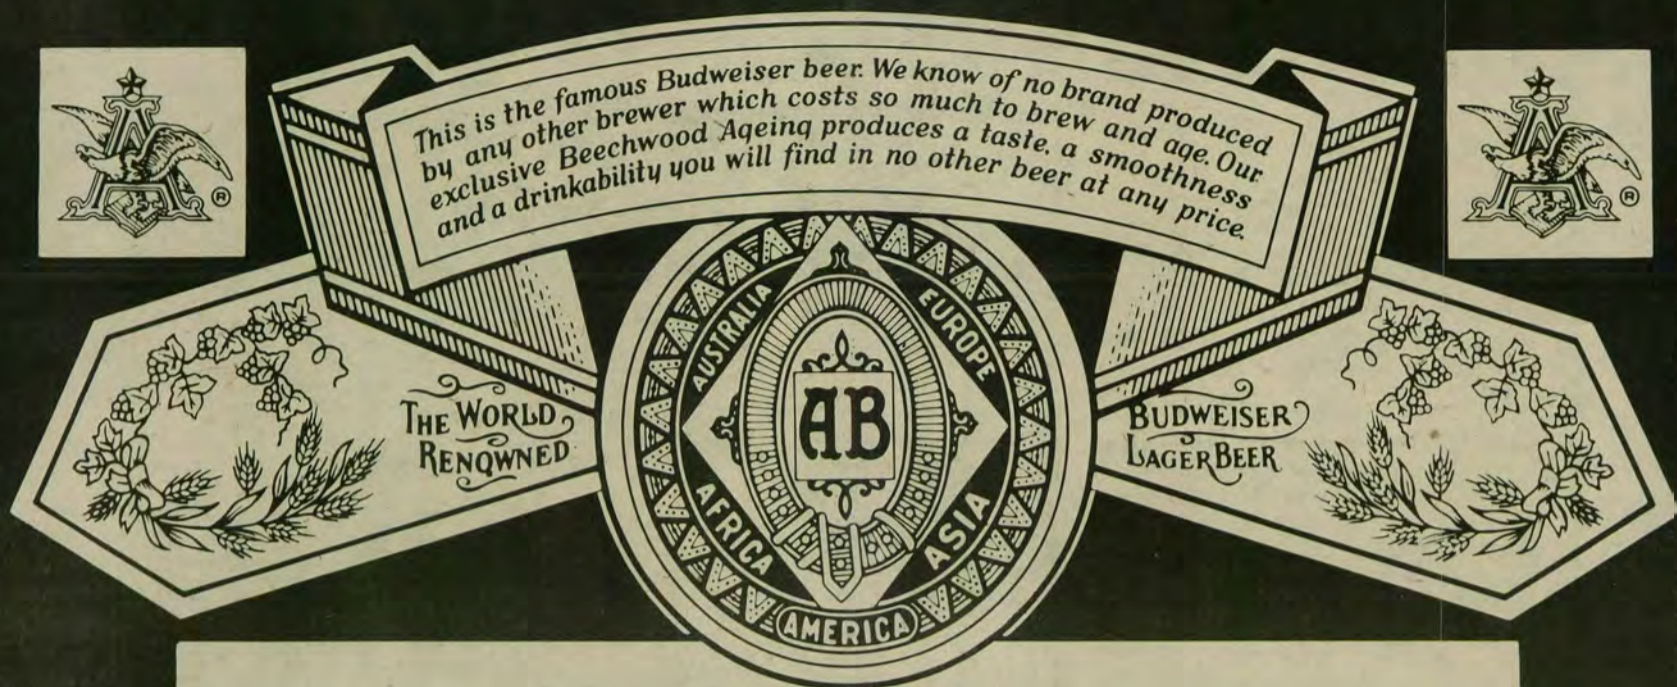 This is the famous Budweiser beer. We know of no brand produced
by any other brewer which costs so much to brew and age. Our
exclusive Beechwood Ageing produces a taste, a smoothness
and a drinkability you will find in no other beer at any price.
®
®
AUSTRALIA
EUROPE
THE WORLD
RENOWNED
AB
BUDWEISER
LAGER BEER
AFRICA
ASIA
AMERICA